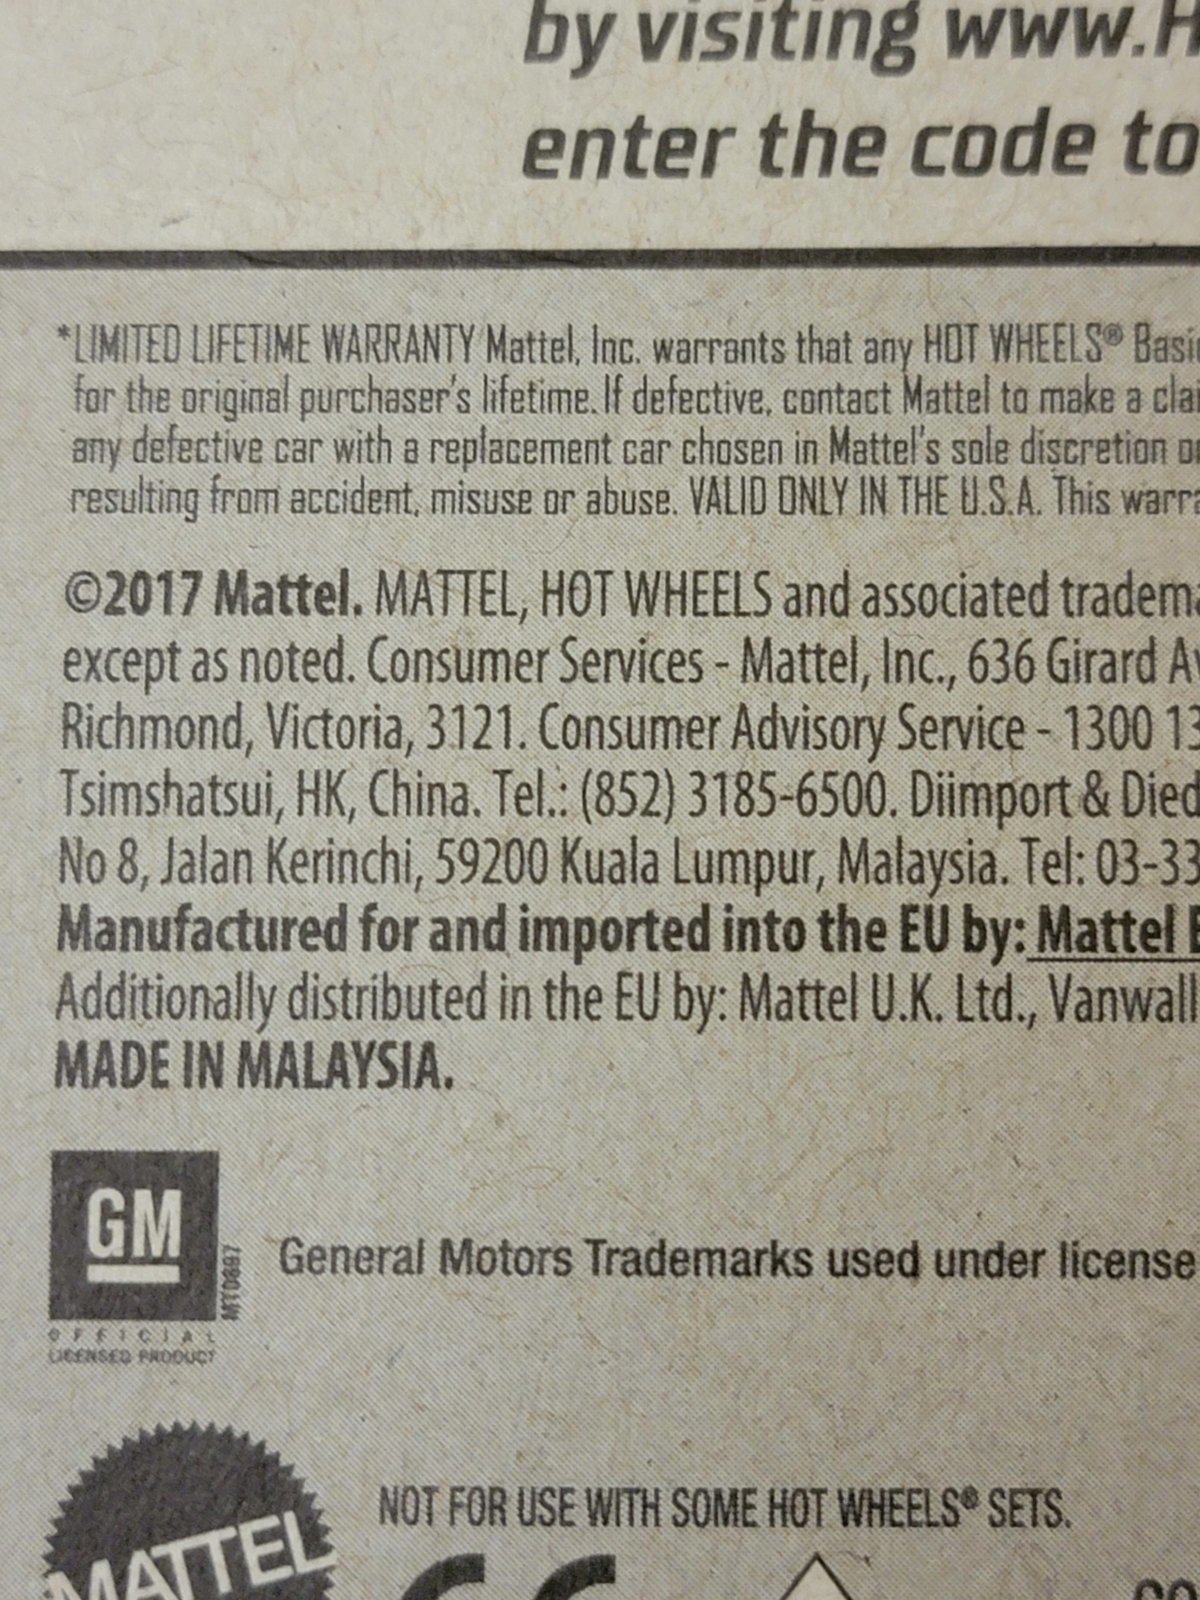 by visiting www.H
enter the code to
*LIMITED LIFETIME WARRANTY Mattel, Inc. warrants that any HOT WHEELS® Basi
for the original purchaser's lifetime. If defective, contact Mattel to make a cla
any defective car with a replacement car chosen in Mattel's sole discretion or
resulting from accident, misuse or abuse. VALID ONLY IN THE U.S.A. This warra
©2017 Mattel. MATTEL, HOT WHEELS and associated tradema
except as noted. Consumer Services - Mattel, Inc., 636 Girard Av
Richmond, Victoria, 3121. Consumer Advisory Service - 1300 13
Tsimshatsui, HK, China. Tel.: (852) 3185-6500. Diimport & Died
No 8, Jalan Kerinchi, 59200 Kuala Lumpur, Malaysia. Tel: 03-33
Manufactured for and imported into the EU by: Mattel E
Additionally distributed in the EU by: Mattel U.K. Ltd., Vanwall
MADE IN MALAYSIA.
GM
OFFICIAL
LICENSED PRODUCT
General Motors Trademarks used under license
NOT FOR USE WITH SOME HOT WHEELS® SETS.
MATTEL
CE